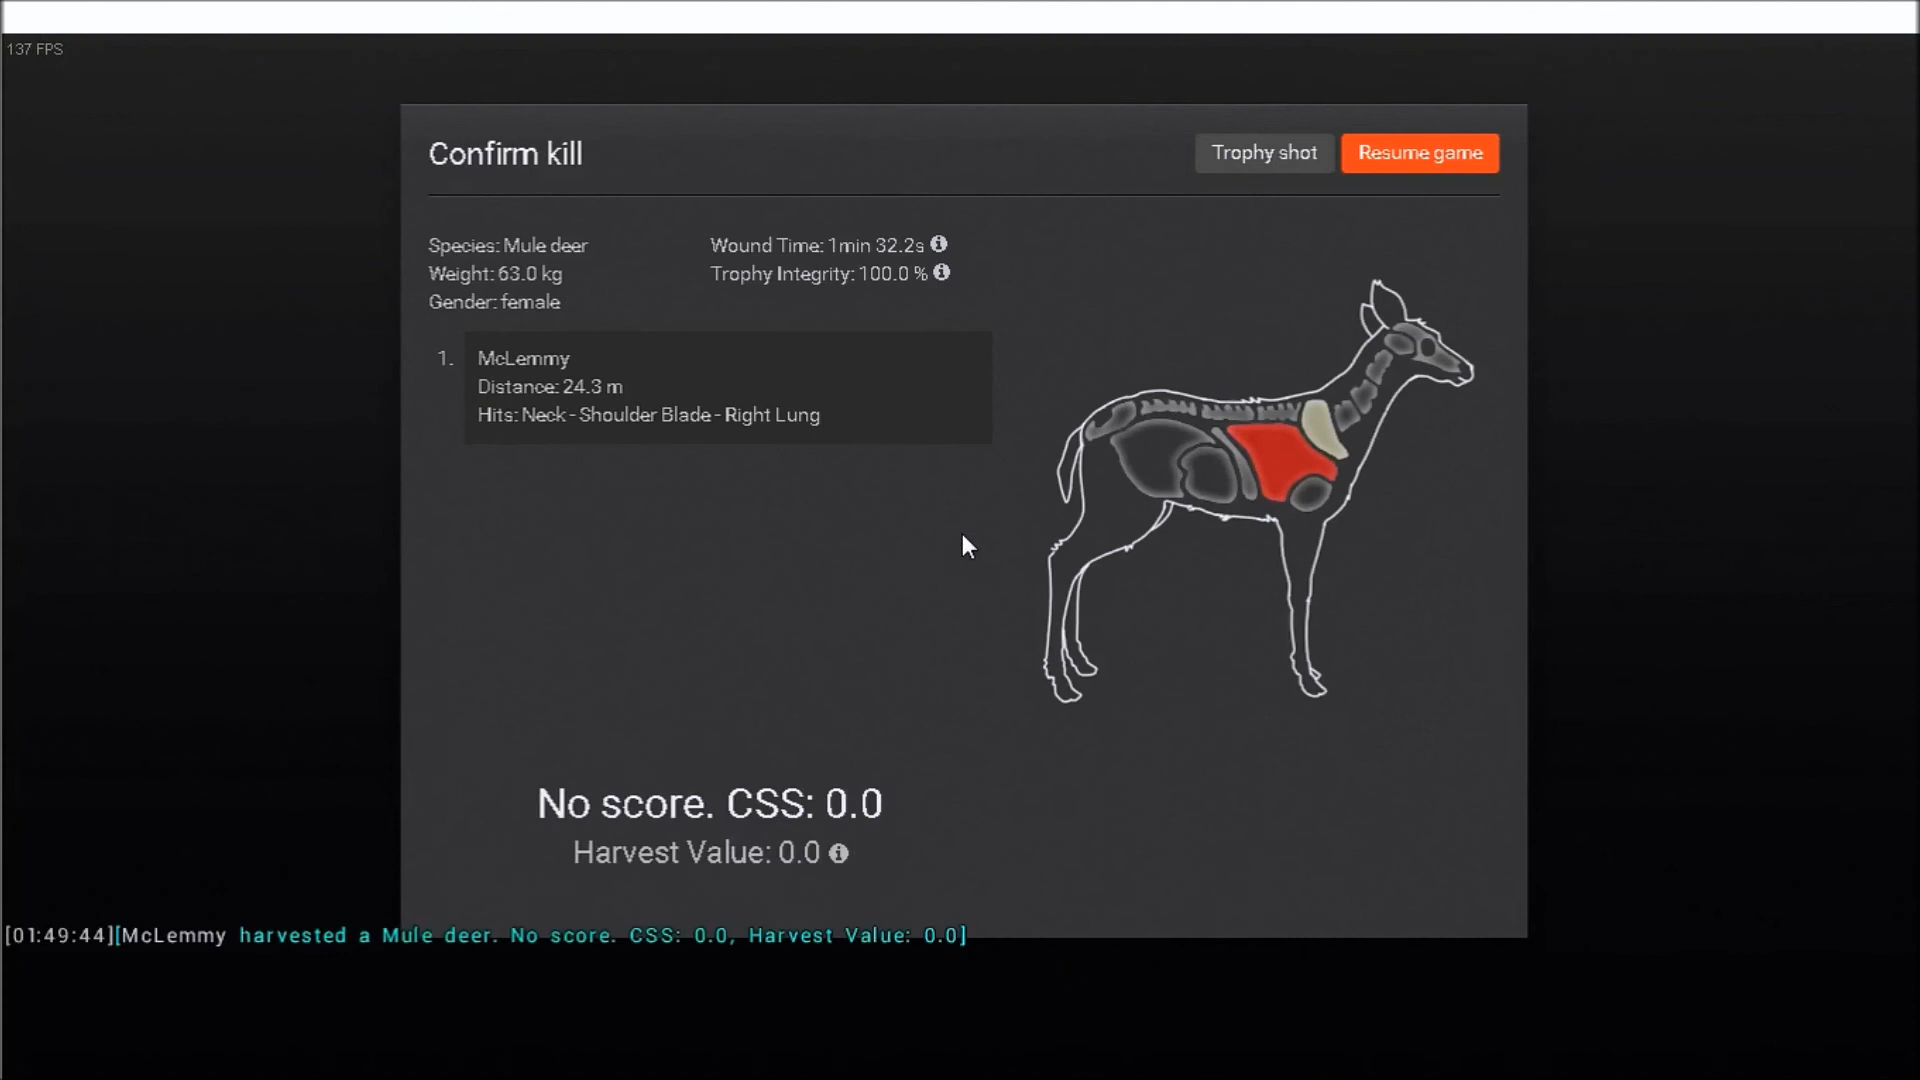 137 FPS
Confirm kill
Trophy shot
Resume game
Species: Mule deer
Wound Time: 1min 32.2s
Weight: 63.0 kg
Trophy Integrity: 100.0 %
Gender: female
1.
McLemmy
Distance: 24.3 m
Hits: Neck - Shoulder Blade - Right Lung
No score. CSS: 0.0
Harvest Value: 0.0
[01:49:44][McLemmy harvested a Mule deer. No score. CSS: 0.0, Harvest Value: 0.0]